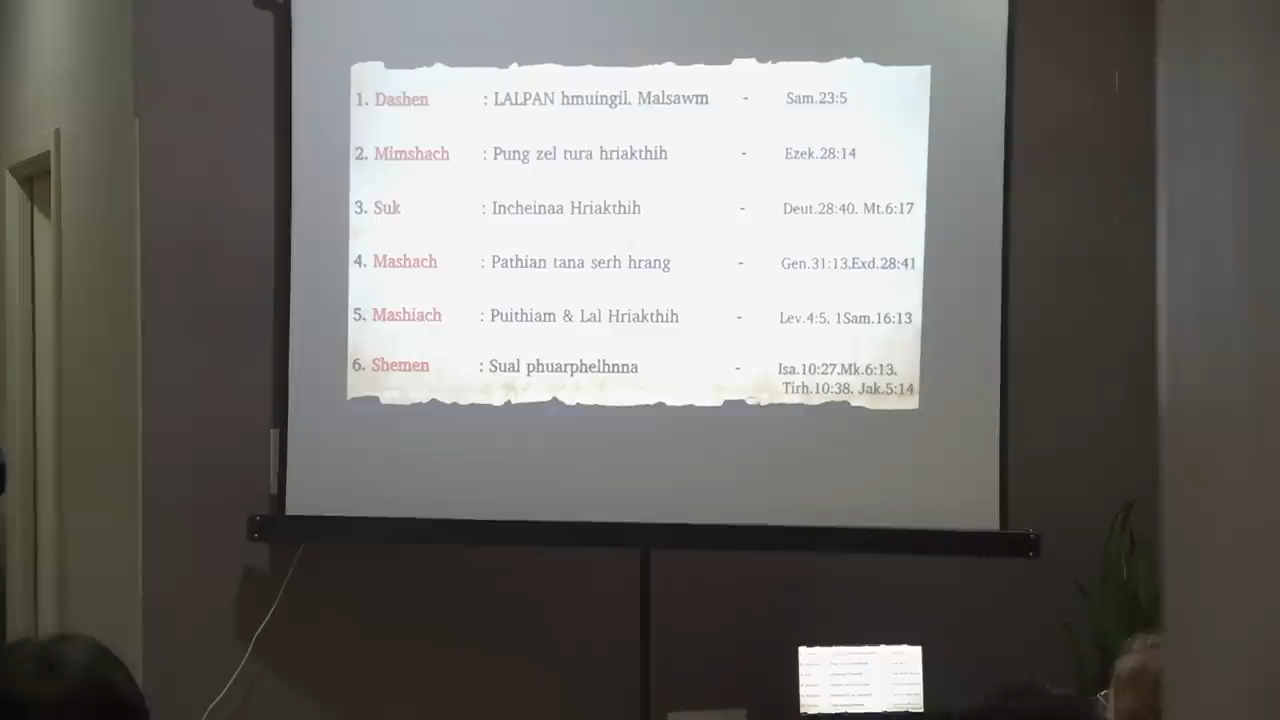 1. Dashen : LALPAN hmuingil, Malsawm - Sam.23:5
2. Mimshach : Pung zel tura hriakthih - Ezek.28:14
3. Suk : Incheinaa Hriakthih - Deut.28:40. Mt.6:17
4. Mashach : Pathian tana serh hrang - Gen.31:13,Exd.28:41
5. Mashiach : Puithiam & Lal Hriakthih - Lev.4:5, 1Sam.16:13
6. Shemen : Sual phuarphelhnna - Isa.10:27,Mk.6:13,
Tirh.10:38, Jak.5:14